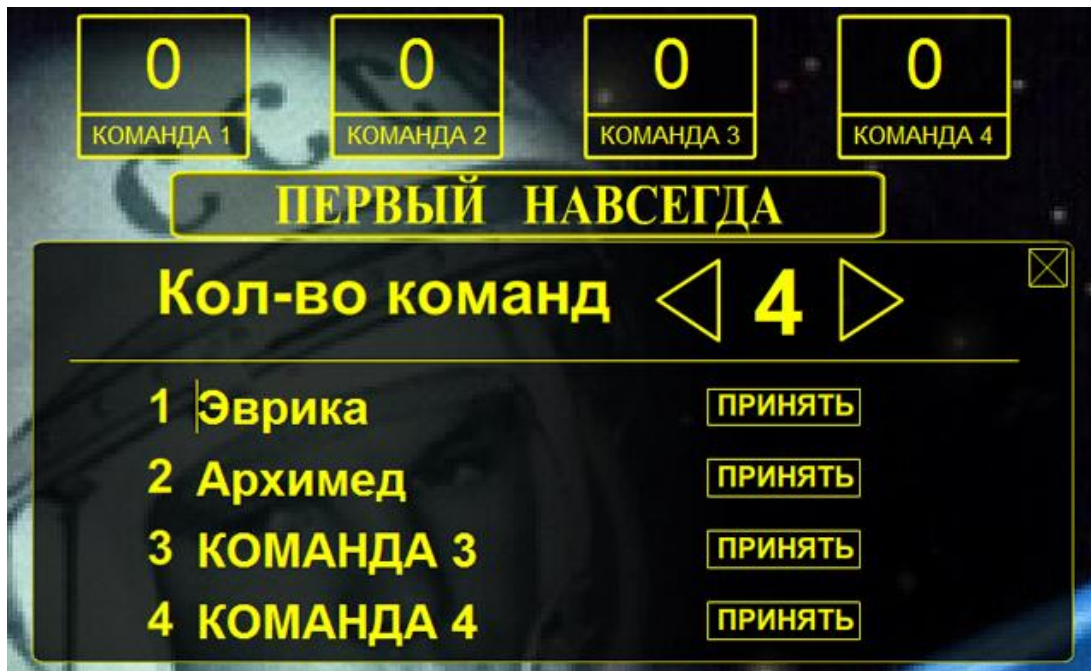 0 0 0 0
КОМАНДА 1 КОМАНДА 2 КОМАНДА 3 КОМАНДА 4
СССР
ПЕРВЫЙ НАВСЕГДА
Кол-во команд 4
1 Эврика ПРИНЯТЬ
2 Архимед ПРИНЯТЬ
3 КОМАНДА 3 ПРИНЯТЬ
4 КОМАНДА 4 ПРИНЯТЬ